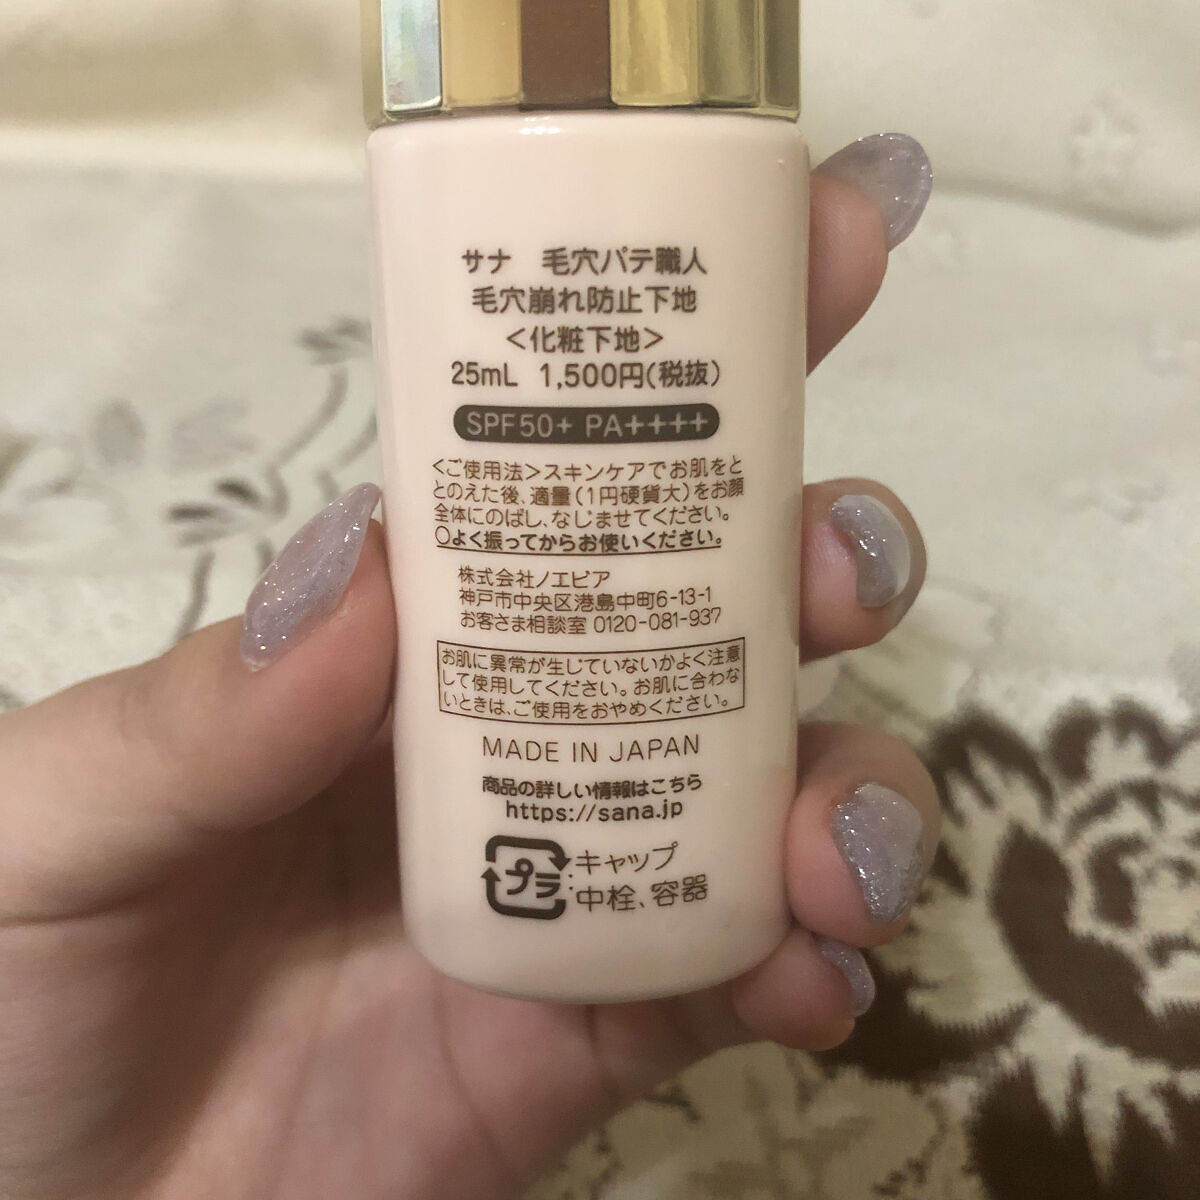 サナ 毛穴パテ職人
毛穴崩れ防止下地
<化粧下地>
25mL 1,500円(税抜)
SPF50+ PA++++
<ご使用法>スキンケアでお肌をと
とのえた後、適量(1円硬貨大)をお顔
全体にのばし、なじませてください。
○よく振ってからお使いください。
株式会社ノエビア
神戸市中央区港島中町6-13-1
お客さま相談室 0120-081-937
お肌に異常が生じていないかよく注意
して使用してください。お肌に合わな
いときは、ご使用をおやめください。
MADE IN JAPAN
商品の詳しい情報はこちら
https://sana.jp
プラ:キャップ
中栓、容器